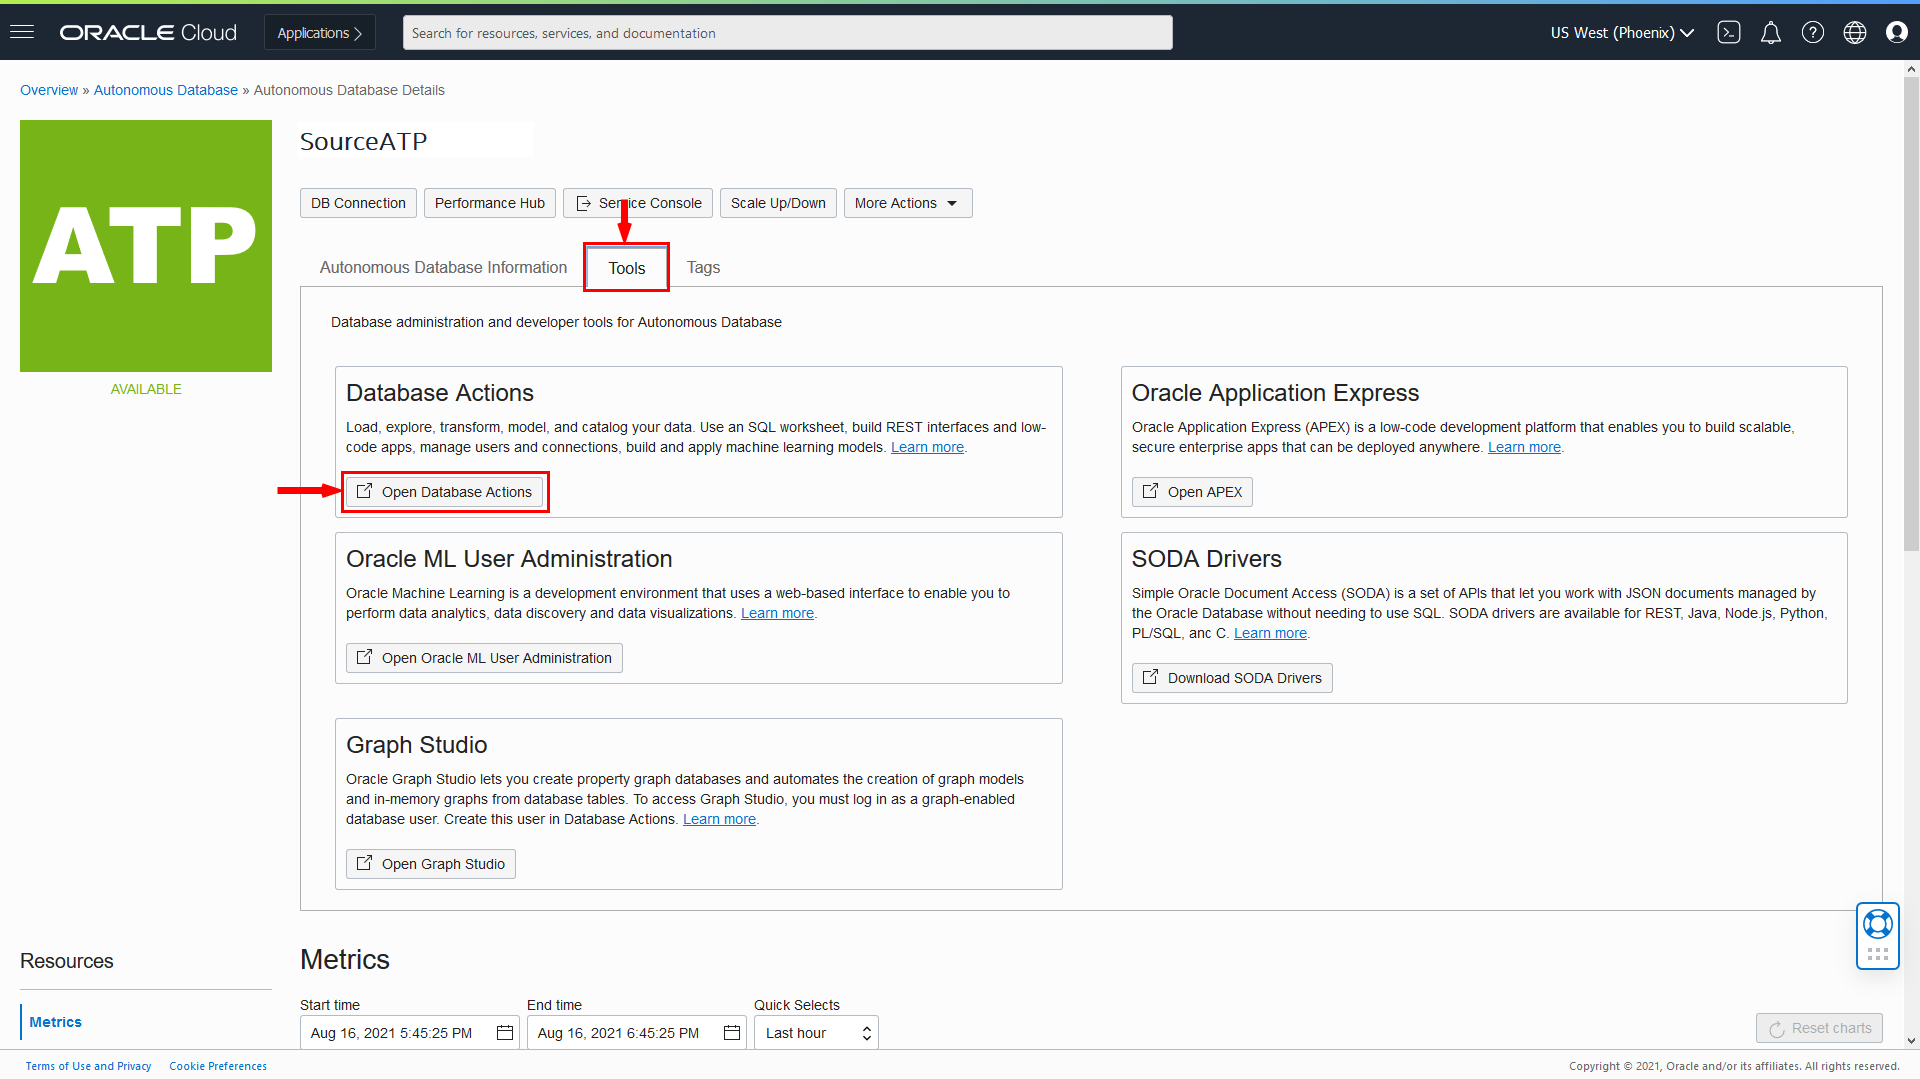 ORACLE Cloud
Applications
Search for resources, services, and documentation
US West (Phoenix)
Overview » Autonomous Database » Autonomous Database Details
ATP
AVAILABLE
SourceATP
DB Connection
Performance Hub
Service Console
Scale Up/Down
More Actions
Autonomous Database Information
Tools
Tags
Database administration and developer tools for Autonomous Database
Database Actions
Load, explore, transform, model, and catalog your data. Use an SQL worksheet, build REST interfaces and low-
code apps, manage users and connections, build and apply machine learning models. Learn more.
Open Database Actions
Oracle Application Express
Oracle Application Express (APEX) is a low-code development platform that enables you to build scalable,
secure enterprise apps that can be deployed anywhere. Learn more.
Open APEX
Oracle ML User Administration
Oracle Machine Learning is a development environment that uses a web-based interface to enable you to
perform data analytics, data discovery and data visualizations. Learn more.
Open Oracle ML User Administration
SODA Drivers
Simple Oracle Document Access (SODA) is a set of APIs that let you work with JSON documents managed by
the Oracle Database without needing to use SQL. SODA drivers are available for REST, Java, Node.js, Python,
PL/SQL, anc C. Learn more.
Download SODA Drivers
Graph Studio
Oracle Graph Studio lets you create property graph databases and automates the creation of graph models
and in-memory graphs from database tables. To access Graph Studio, you must log in as a graph-enabled
database user. Create this user in Database Actions. Learn more.
Open Graph Studio
Resources
Metrics
Metrics
Start time
End time
Quick Selects
Aug 16, 2021 5:45:25 PM
Aug 16, 2021 6:45:25 PM
Last hour
Reset charts
Terms of Use and Privacy
Cookie Preferences
Copyright © 2021, Oracle and/or its affiliates. All rights reserved.